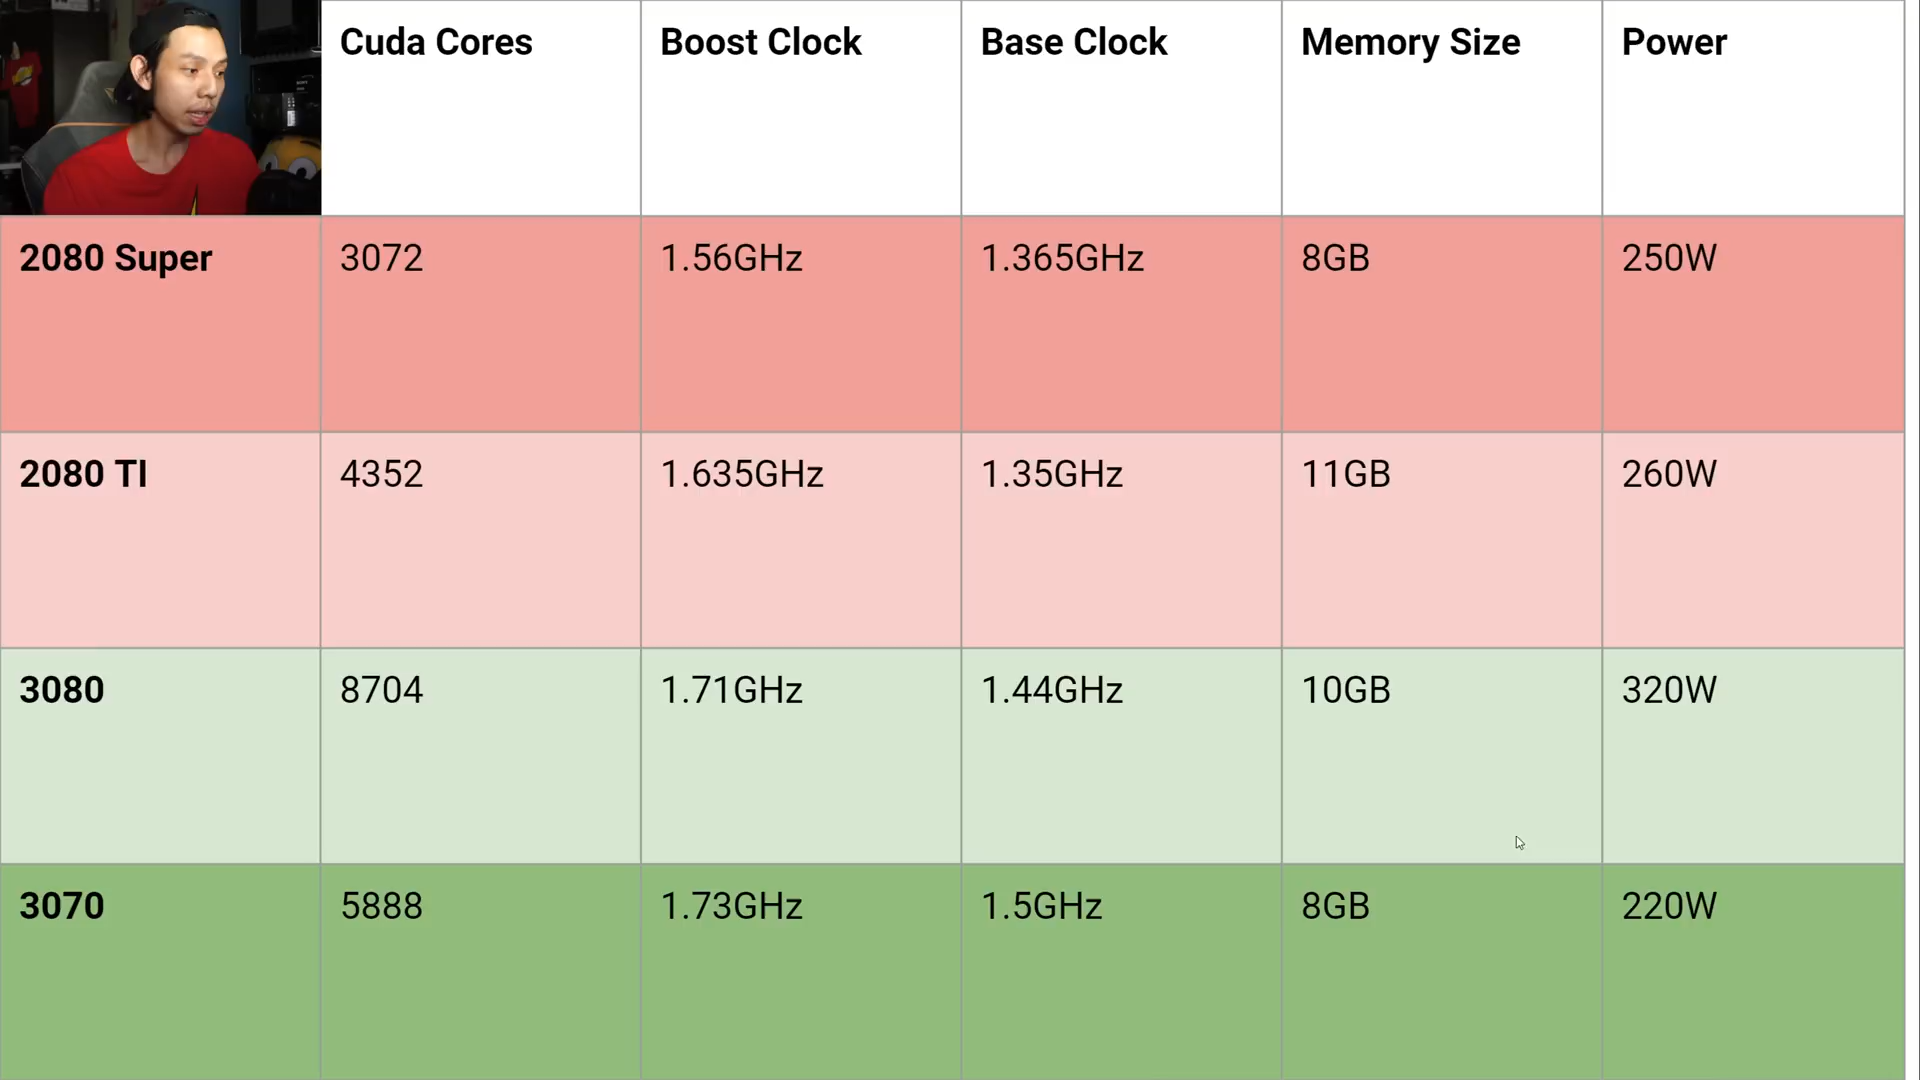 Cuda Cores Boost Clock Base Clock Memory Size Power
2080 Super 3072 1.56GHz 1.365GHz 8GB 250W
2080 TI 4352 1.635GHz 1.35GHz 11GB 260W
3080 8704 1.71GHz 1.44GHz 10GB 320W
3070 5888 1.73GHz 1.5GHz 8GB 220W